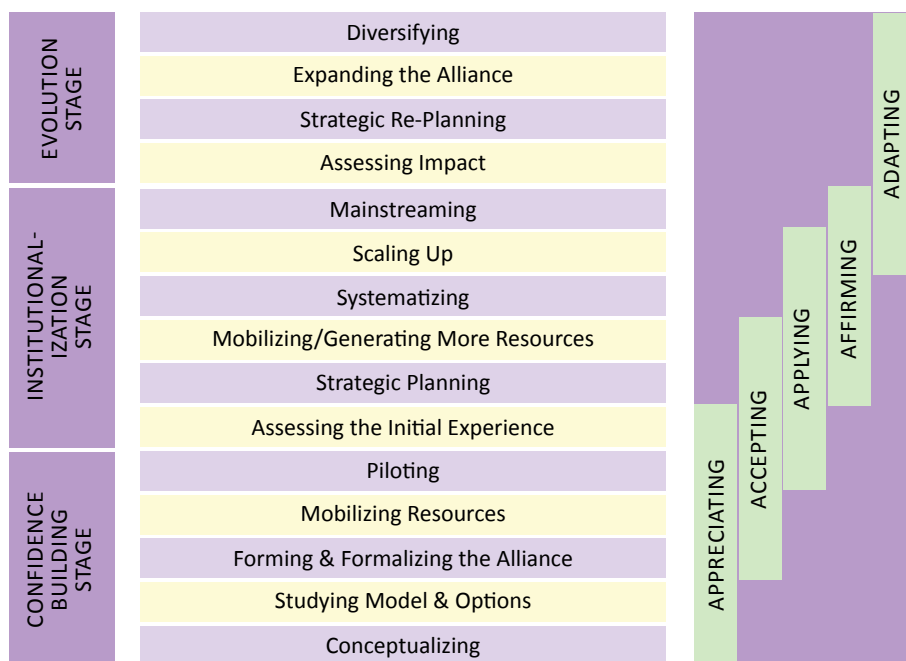 EVOLUTION
STAGE
Diversifying
Expanding the Alliance
Strategic Re-Planning
Assessing Impact
INSTITUTIONAL-
IZATION
STAGE
Mainstreaming
Scaling Up
Systematizing
Mobilizing/Generating More Resources
Strategic Planning
Assessing the Initial Experience
CONFIDENCE
BUILDING
STAGE
Piloting
Mobilizing Resources
Forming & Formalizing the Alliance
Studying Model & Options
Conceptualizing
APPRECIATING
ACCEPTING
APPLYING
AFFIRMING
ADAPTING